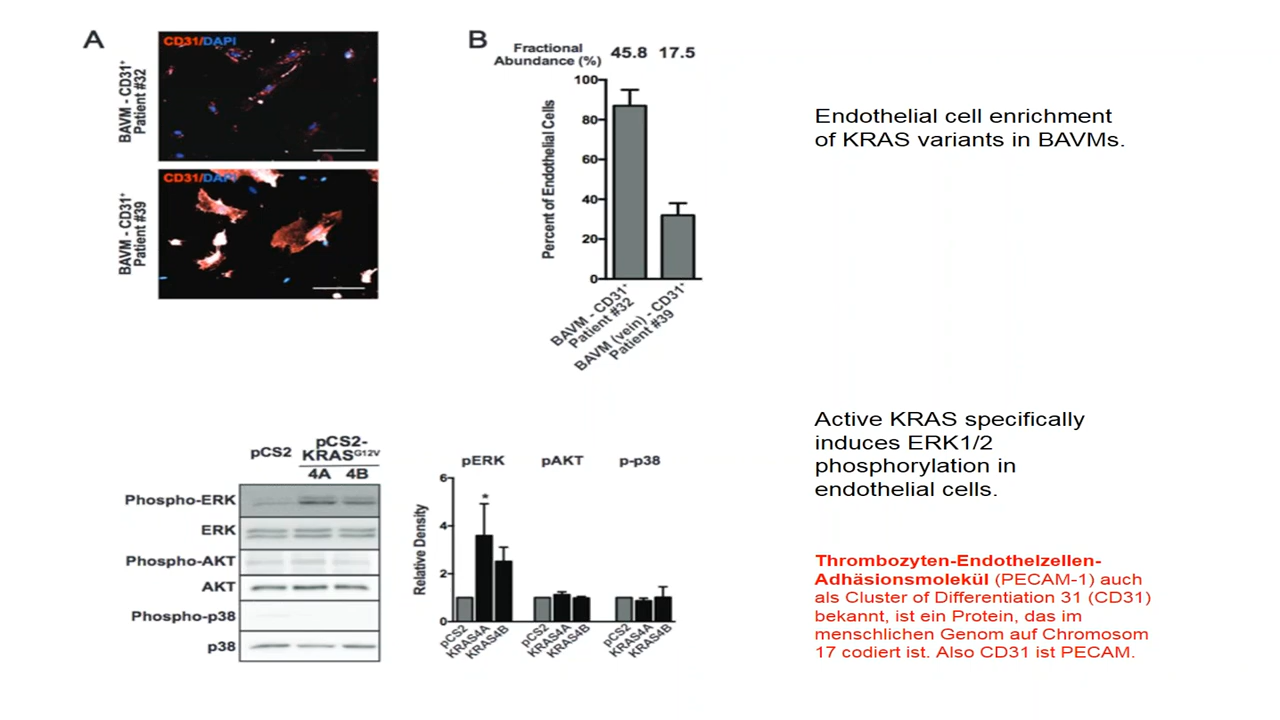 A
BAVM - CD31⁺
Patient #32
CD31/DAPI
BAVM - CD31⁺
Patient #39
CD31/DAPI
B
Fractional
Abundance (%)
45.8 17.5
Percent of Endothelial Cells
100
80
60
40
20
0
BAVM - CD31⁺
Patient #32
BAVM (vein) - CD31⁺
Patient #39
Endothelial cell enrichment
of KRAS variants in BAVMs.
pCS2
pCS2-
KRASᴳ¹²ⱽ
4A 4B
Phospho-ERK
ERK
Phospho-AKT
AKT
Phospho-p38
p38
pERK pAKT p-p38
Relative Density
6
4
2
0
*
pCS2
KRAS4A
KRAS4B
pCS2
KRAS4A
KRAS4B
pCS2
KRAS4A
KRAS4B
Active KRAS specifically
induces ERK1/2
phosphorylation in
endothelial cells.
Thrombozyten-Endothelzellen-
Adhäsionsmolekül (PECAM-1) auch
als Cluster of Differentiation 31 (CD31)
bekannt, ist ein Protein, das im
menschlichen Genom auf Chromosom
17 codiert ist. Also CD31 ist PECAM.